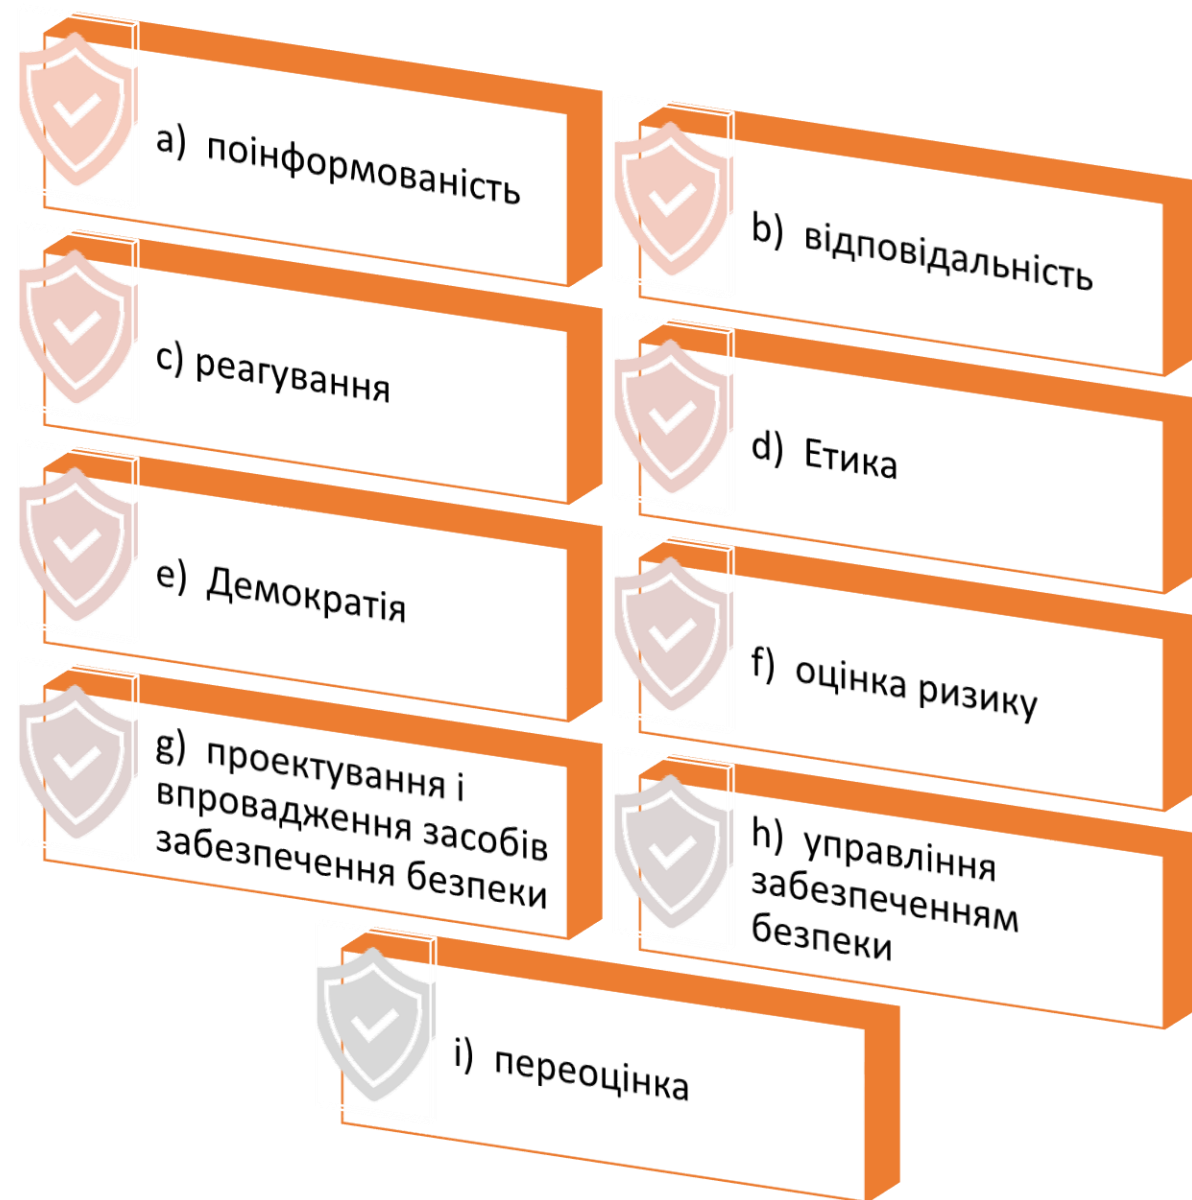 a) поінформованість
b) відповідальність
c) реагування
d) Етика
e) Демократія
f) оцінка ризику
g) проектування і
впровадження засобів
забезпечення безпеки
h) управління
забезпеченням
безпеки
i) переоцінка